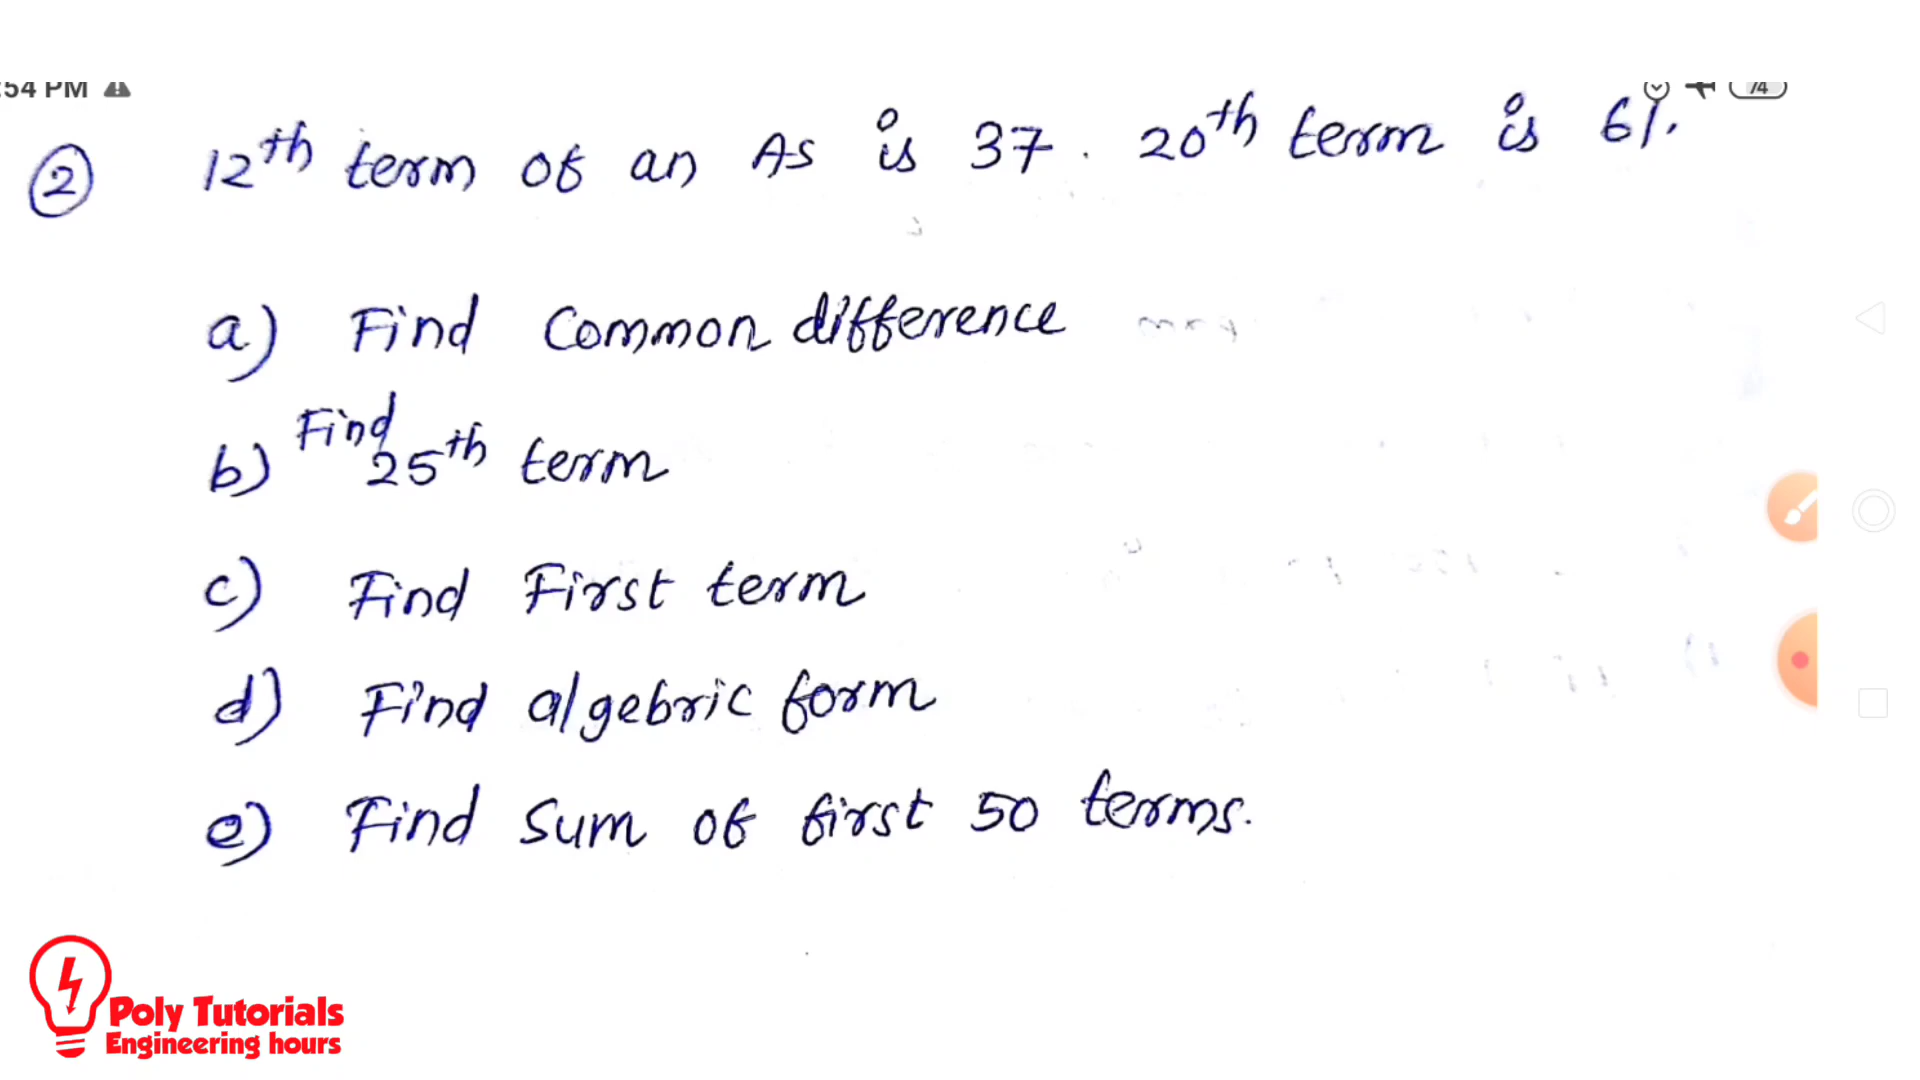 :54 PM
74
② 12th term of an AS is 37. 20th term is 61.
a) Find Common difference
b) Find 25th term
c) Find First term
d) Find algebric form
e) Find Sum of first 50 terms.
Poly Tutorials
Engineering hours